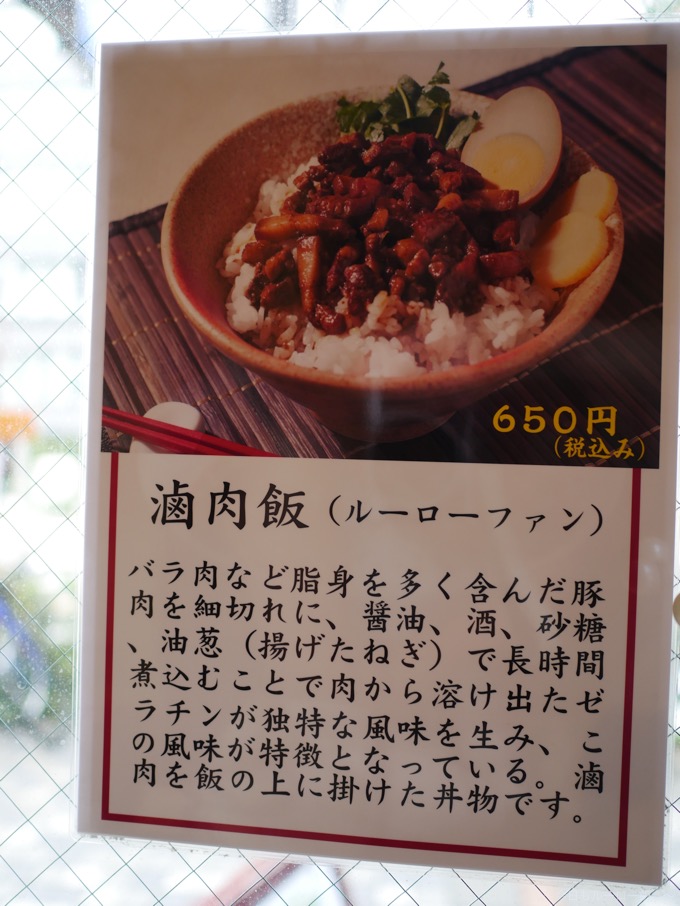 650円
(税込み)
滷肉飯(ルーローファン)
バラ肉など脂身を多く含んだ豚
肉を細切れに、醤油、酒、砂糖
、油葱(揚げたねぎ)で長時間
煮込むことで肉から溶け出たゼ
ラチンが独特な風味を生み、こ
の風味が特徴となっている。滷
肉を飯の上に掛けた丼物です。